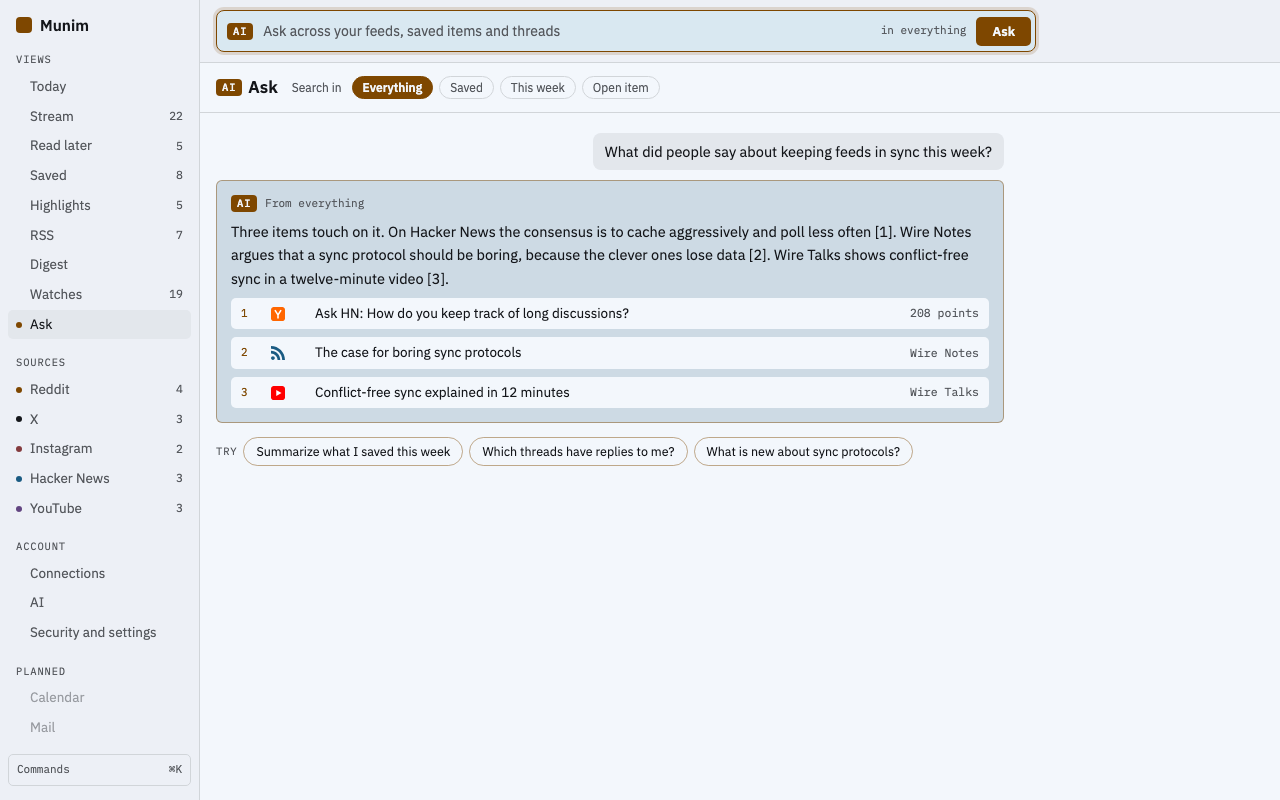 Munim
VIEWS
Today
Stream 22
Read later 5
Saved 8
Highlights 5
RSS 7
Digest
Watches 19
Ask
SOURCES
Reddit 4
X 3
Instagram 2
Hacker News 3
YouTube 3
ACCOUNT
Connections
AI
Security and settings
PLANNED
Calendar
Mail
Commands ⌘K
AI Ask across your feeds, saved items and threads in everything Ask
AI Ask Search in Everything Saved This week Open item
What did people say about keeping feeds in sync this week?
AI From everything
Three items touch on it. On Hacker News the consensus is to cache aggressively and poll less often [1]. Wire Notes
argues that a sync protocol should be boring, because the clever ones lose data [2]. Wire Talks shows conflict-free
sync in a twelve-minute video [3].
1 Y Ask HN: How do you keep track of long discussions? 208 points
2 The case for boring sync protocols Wire Notes
3 Conflict-free sync explained in 12 minutes Wire Talks
TRY Summarize what I saved this week Which threads have replies to me? What is new about sync protocols?